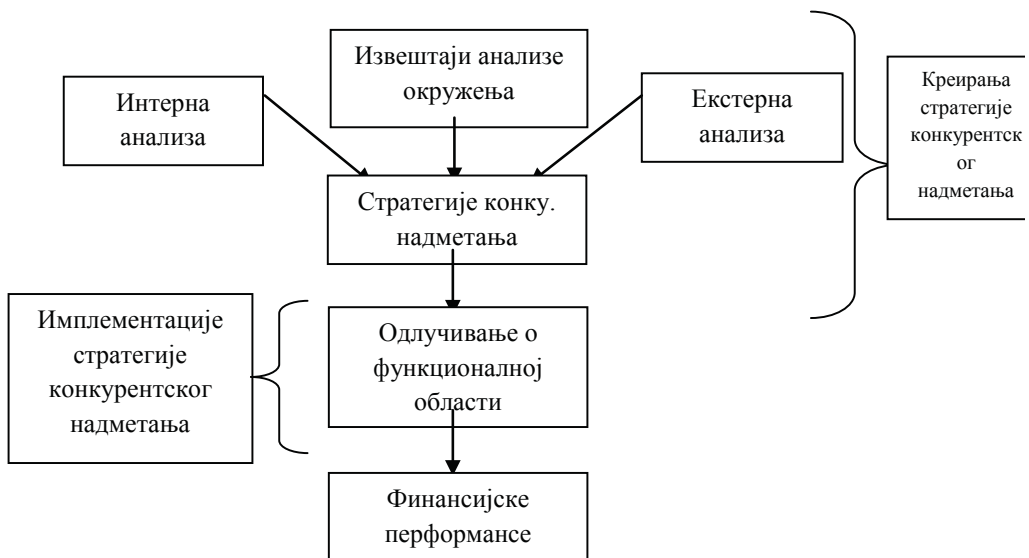 Извештаји анализе
окружења
Интерна
анализа
Екстерна
анализа
Креирања
стратегије
конкурентск
ог
надметања
Стратегије конку.
надметања
Имплементације
стратегије
конкурентског
надметања
Одлучивање о
функционалној
области
Финансијске
перформансе